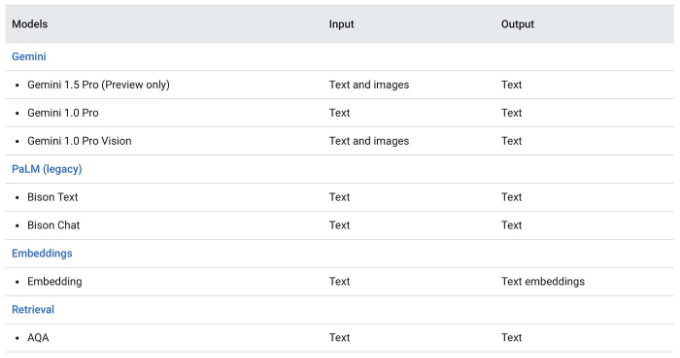 Models Input Output
Gemini
• Gemini 1.5 Pro (Preview only) Text and images Text
• Gemini 1.0 Pro Text Text
• Gemini 1.0 Pro Vision Text and images Text
PaLM (legacy)
• Bison Text Text Text
• Bison Chat Text Text
Embeddings
• Embedding Text Text embeddings
Retrieval
• AQA Text Text